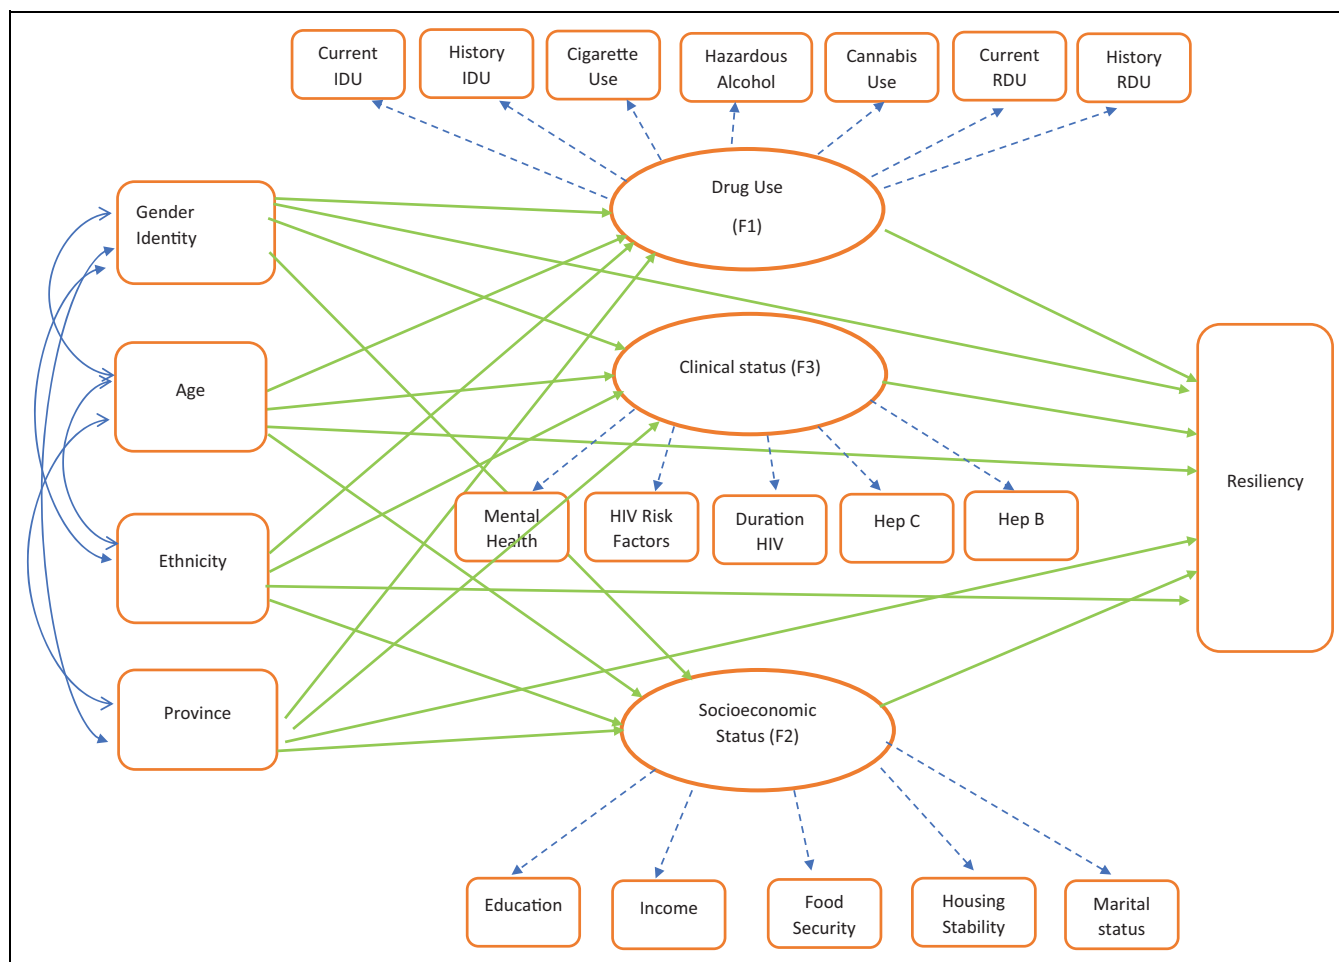 Current
IDU
History
IDU
Cigarette
Use
Hazardous
Alcohol
Cannabis
Use
Current
RDU
History
RDU
Drug Use
(F1)
Gender
Identity
Clinical status (F3)
Age
Resiliency
Mental
Health
HIV Risk
Factors
Duration
HIV
Hep C
Hep B
Ethnicity
Province
Socioeconomic
Status (F2)
Education
Income
Food
Security
Housing
Stability
Marital
status